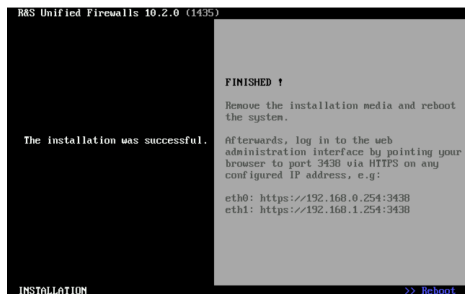 R&S Unified Firewalls 10.2.0 (1435)
The installation was successful.
FINISHED !
Remove the installation media and reboot
the system.
Afterwards, log in to the web
administration interface by pointing your
browser to port 3438 via HTTPS on any
configured IP address, e.g:
eth0: https://192.168.0.254:3438
eth1: https://192.168.1.254:3438
INSTALLATION
>> Reboot